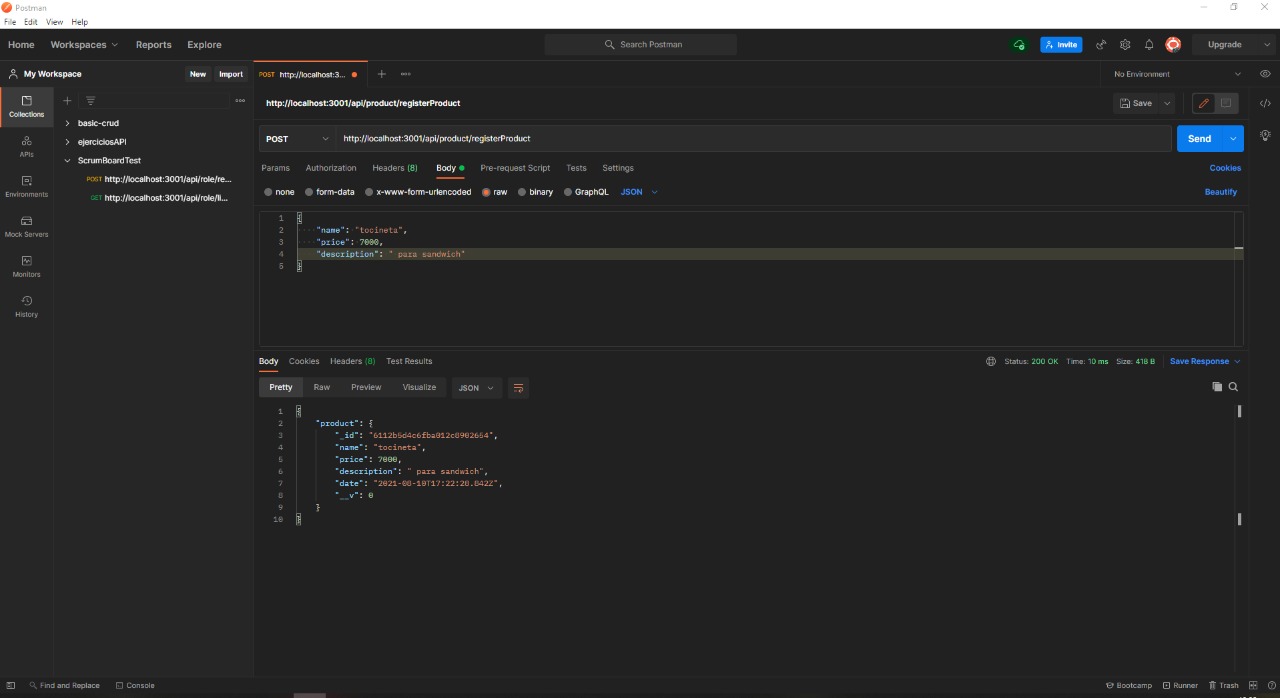 Postman
File Edit View Help
Home Workspaces Reports Explore Search Postman Invite Upgrade
My Workspace New Import POST http://localhost:3... No Environment
Collections
APIs
Environments
Mock Servers
Monitors
History
basic-crud
ejerciciosAPI
ScrumBoardTest
POST http://localhost:3001/api/role/re...
GET http://localhost:3001/api/role/li...
http://localhost:3001/api/product/registerProduct Save
POST http://localhost:3001/api/product/registerProduct Send
Params Authorization Headers (8) Body Pre-request Script Tests Settings Cookies
none form-data x-www-form-urlencoded raw binary GraphQL JSON Beautify
1 {
2 "name": "tocineta",
3 "price": 7000,
4 "description": " para sandwich"
5 }
Body Cookies Headers (8) Test Results Status: 200 OK Time: 10 ms Size: 418 B Save Response
Pretty Raw Preview Visualize JSON
1 {
2 "product": {
3 "_id":
4 "name": "tocineta",
5 "price": 7000,
6 "description": " para sandwich",
7 "date":
8 "__v": 0
9 }
10 }
Find and Replace Console Bootcamp Runner Trash